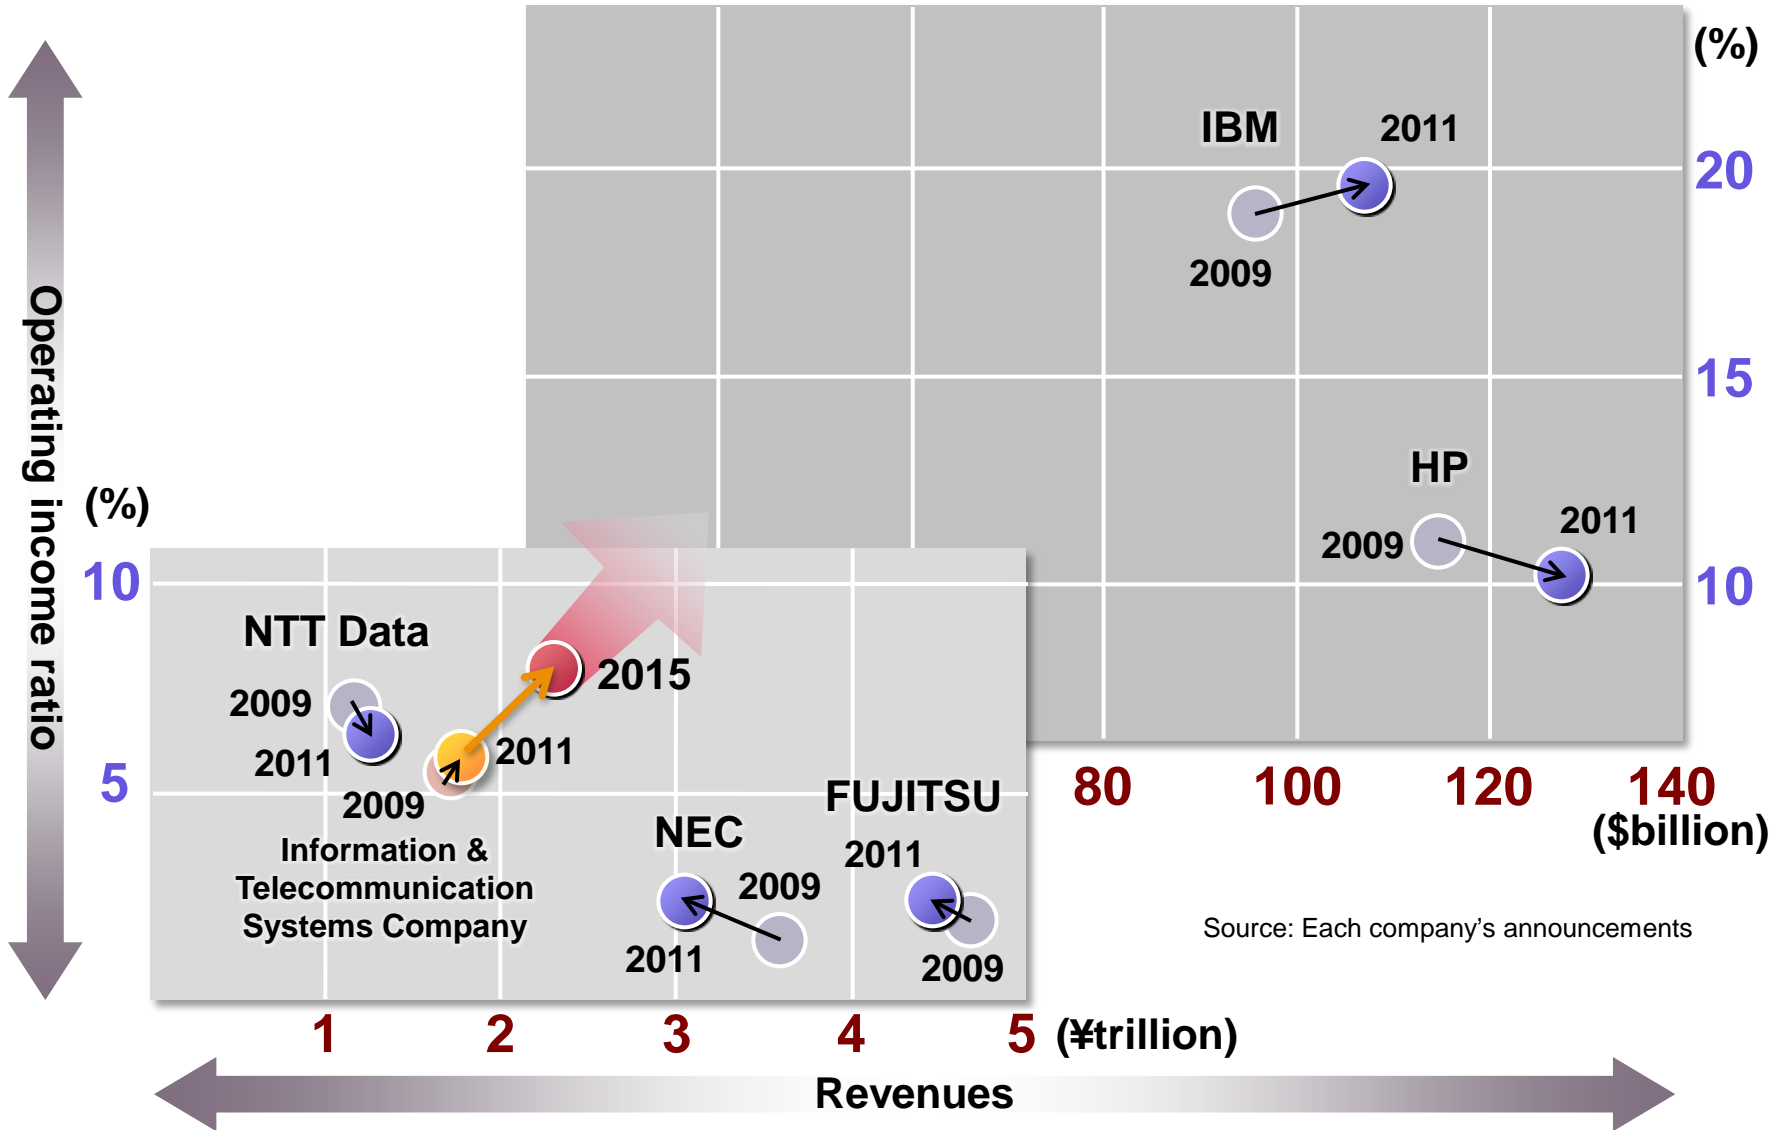 Operating income ratio
(%)
IBM
2011
2009
20
15
HP
2009
2011
10
(%)
10
NTT Data
2009
2011
5
2015
2011
2009
Information &
Telecommunication
Systems Company
NEC
2009
2011
FUJITSU
2011
2009
80
100
120
140
($billion)
Source: Each company’s announcements
1
2
3
4
5
(¥trillion)
Revenues